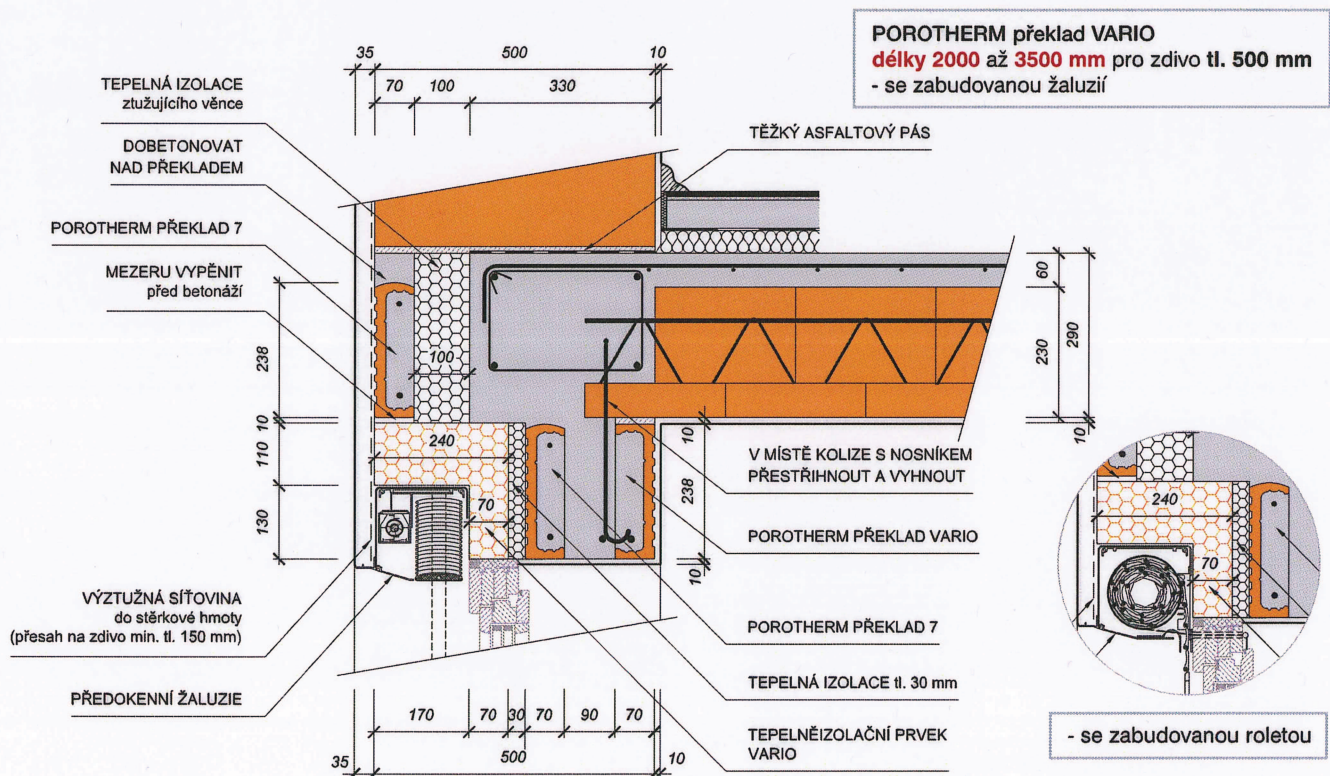 POROTHERM překlad VARIO
délky 2000 až 3500 mm pro zdivo tl. 500 mm
- se zabudovanou žaluzií
35
500
10
70
100
330
TEPELNÁ IZOLACE
ztužujícího věnce
DOBETONOVAT
NAD PŘEKLADEM
POROTHERM PŘEKLAD 7
MEZERU VYPĚNIT
před betonáží
TĚŽKÝ ASFALTOVÝ PÁS
238
10
110
130
100
240
70
60
230
290
10
10
238
10
V MÍSTĚ KOLIZE S NOSNÍKEM
PŘESTŘIHNOUT A VYHNOUT
POROTHERM PŘEKLAD VARIO
POROTHERM PŘEKLAD 7
TEPELNÁ IZOLACE tl. 30 mm
TEPELNĚIZOLAČNÍ PRVEK
VARIO
VÝZTUŽNÁ SÍŤOVINA
do stěrkové hmoty
(přesah na zdivo min. tl. 150 mm)
PŘEDOKENNÍ ŽALUZIE
170
70
30
70
90
70
35
500
10
240
70
- se zabudovanou roletou